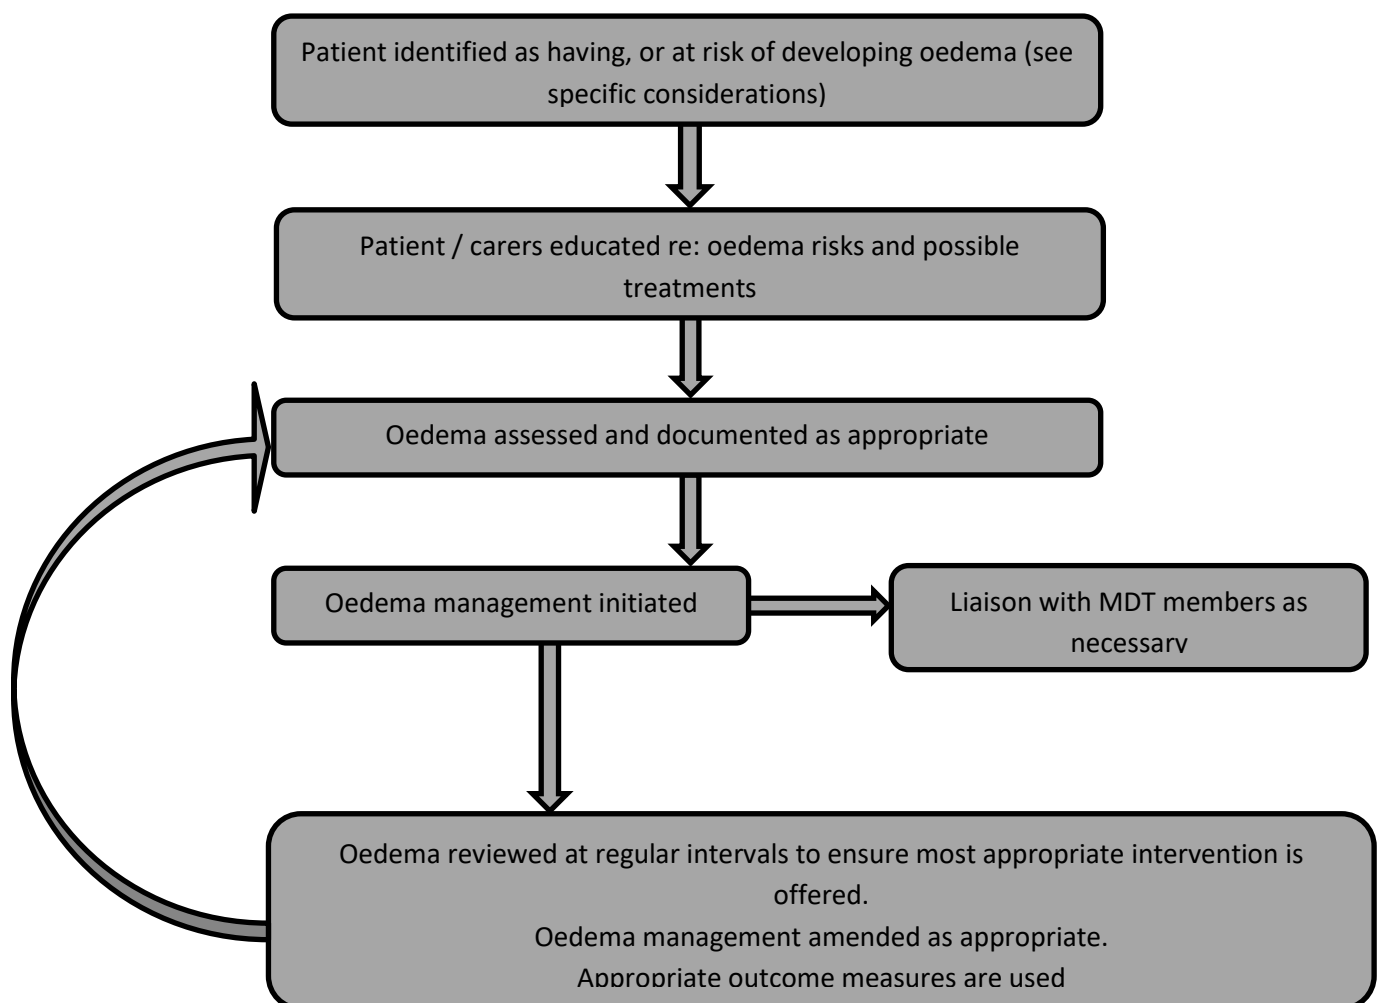 Patient identified as having, or at risk of developing oedema (see
specific considerations)
Patient / carers educated re: oedema risks and possible
treatments
Oedema assessed and documented as appropriate
Oedema management initiated
Liaison with MDT members as
necessary
Oedema reviewed at regular intervals to ensure most appropriate intervention is
offered.
Oedema management amended as appropriate.
Appropriate outcome measures are used